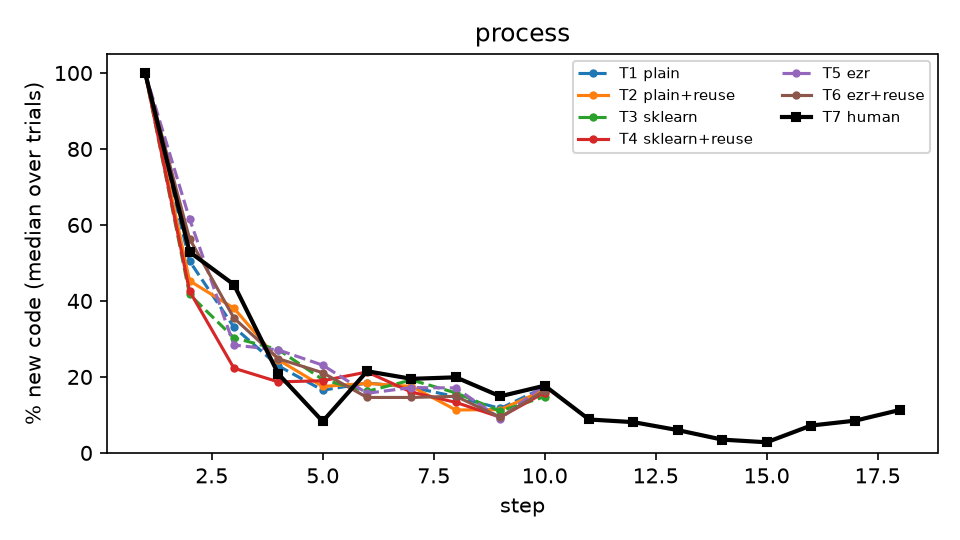 process
% new code (median over trials)
100
80
60
40
20
0
T1 plain
T2 plain+reuse
T3 sklearn
T4 sklearn+reuse
T5 ezr
T6 ezr+reuse
T7 human
2.5 5.0 7.5 10.0 12.5 15.0 17.5
step